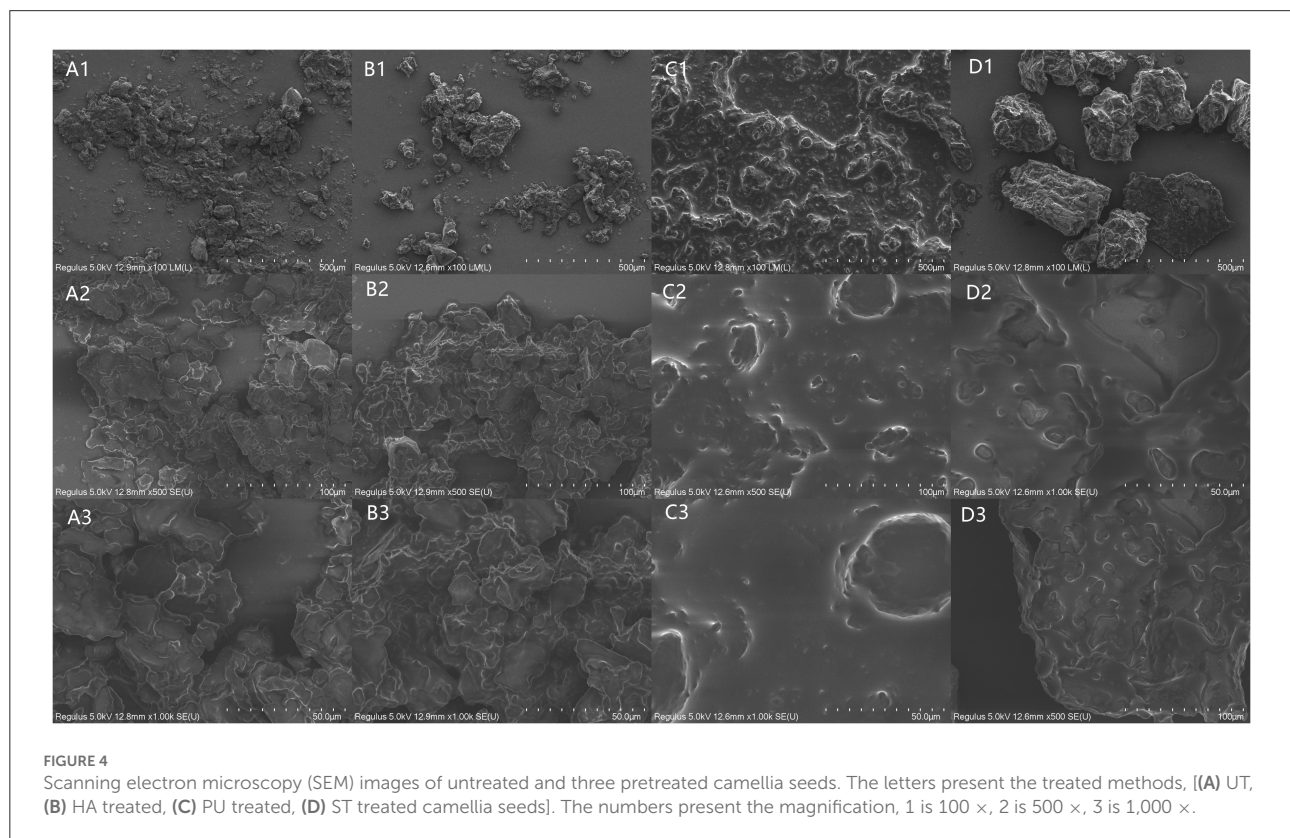 A1
B1
C1
D1
Regulus 5.0kV 12.9mm x100 LM(L) 500μm
Regulus 5.0kV 12.6mm x100 LM(L) 500μm
Regulus 5.0kV 12.8mm x100 LM(L) 500μm
Regulus 5.0kV 12.8mm x100 LM(L) 500μm
A2
B2
C2
D2
Regulus 5.0kV 12.8mm x500 SE(U) 100μm
Regulus 5.0kV 12.9mm x500 SE(U) 100μm
Regulus 5.0kV 12.6mm x500 SE(U) 100μm
Regulus 5.0kV 12.6mm x1.00k SE(U) 50.0μm
A3
B3
C3
D3
Regulus 5.0kV 12.8mm x1.00k SE(U) 50.0μm
Regulus 5.0kV 12.9mm x1.00k SE(U) 50.0μm
Regulus 5.0kV 12.6mm x1.00k SE(U) 50.0μm
Regulus 5.0kV 12.6mm x500 SE(U) 100μm
FIGURE 4
Scanning electron microscopy (SEM) images of untreated and three pretreated camellia seeds. The letters present the treated methods, [(A) UT,
(B) HA treated, (C) PU treated, (D) ST treated camellia seeds]. The numbers present the magnification, 1 is 100 ×, 2 is 500 ×, 3 is 1,000 ×.